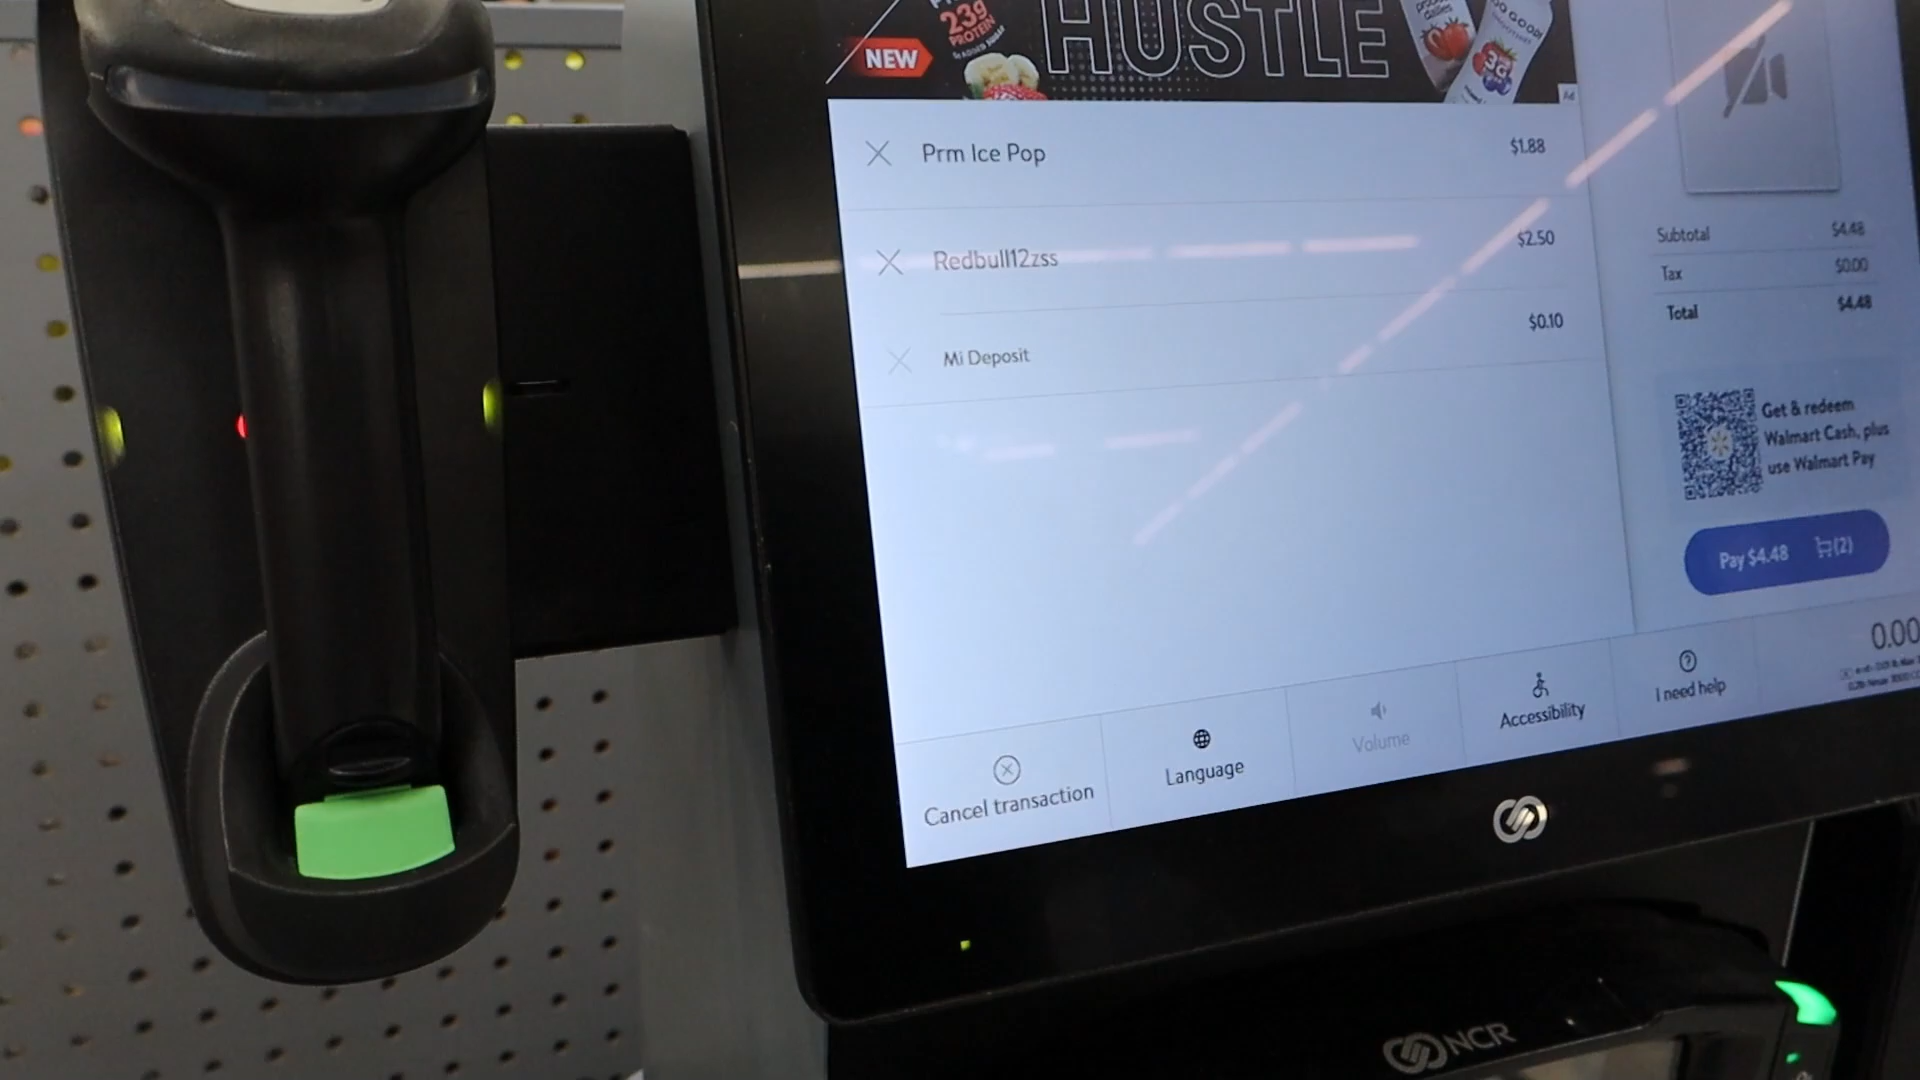 23g
PROTEIN
NEW
HUSTLE
3G
Ad
Prm Ice Pop $1.88
Redbull12zss $2.50
Mi Deposit $0.10
Subtotal $4.48
Tax $0.00
Total $4.48
Get & redeem
Walmart Cash, plus
use Walmart Pay
Pay $4.48 (2)
0.00
Cancel transaction
Language
Volume
Accessibility
I need help
NCR